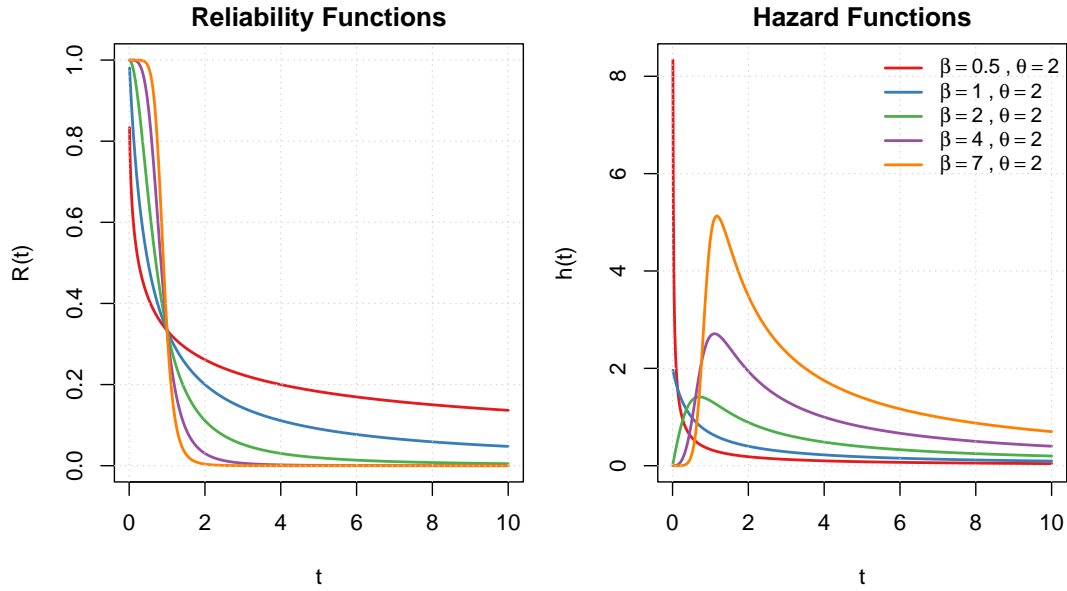 Reliability Functions
R(t)
1.0
0.8
0.6
0.4
0.2
0.0
0 2 4 6 8 10
t
Hazard Functions
h(t)
8
6
4
2
0
β = 0.5 , θ = 2
β = 1 , θ = 2
β = 2 , θ = 2
β = 4 , θ = 2
β = 7 , θ = 2
0 2 4 6 8 10
t